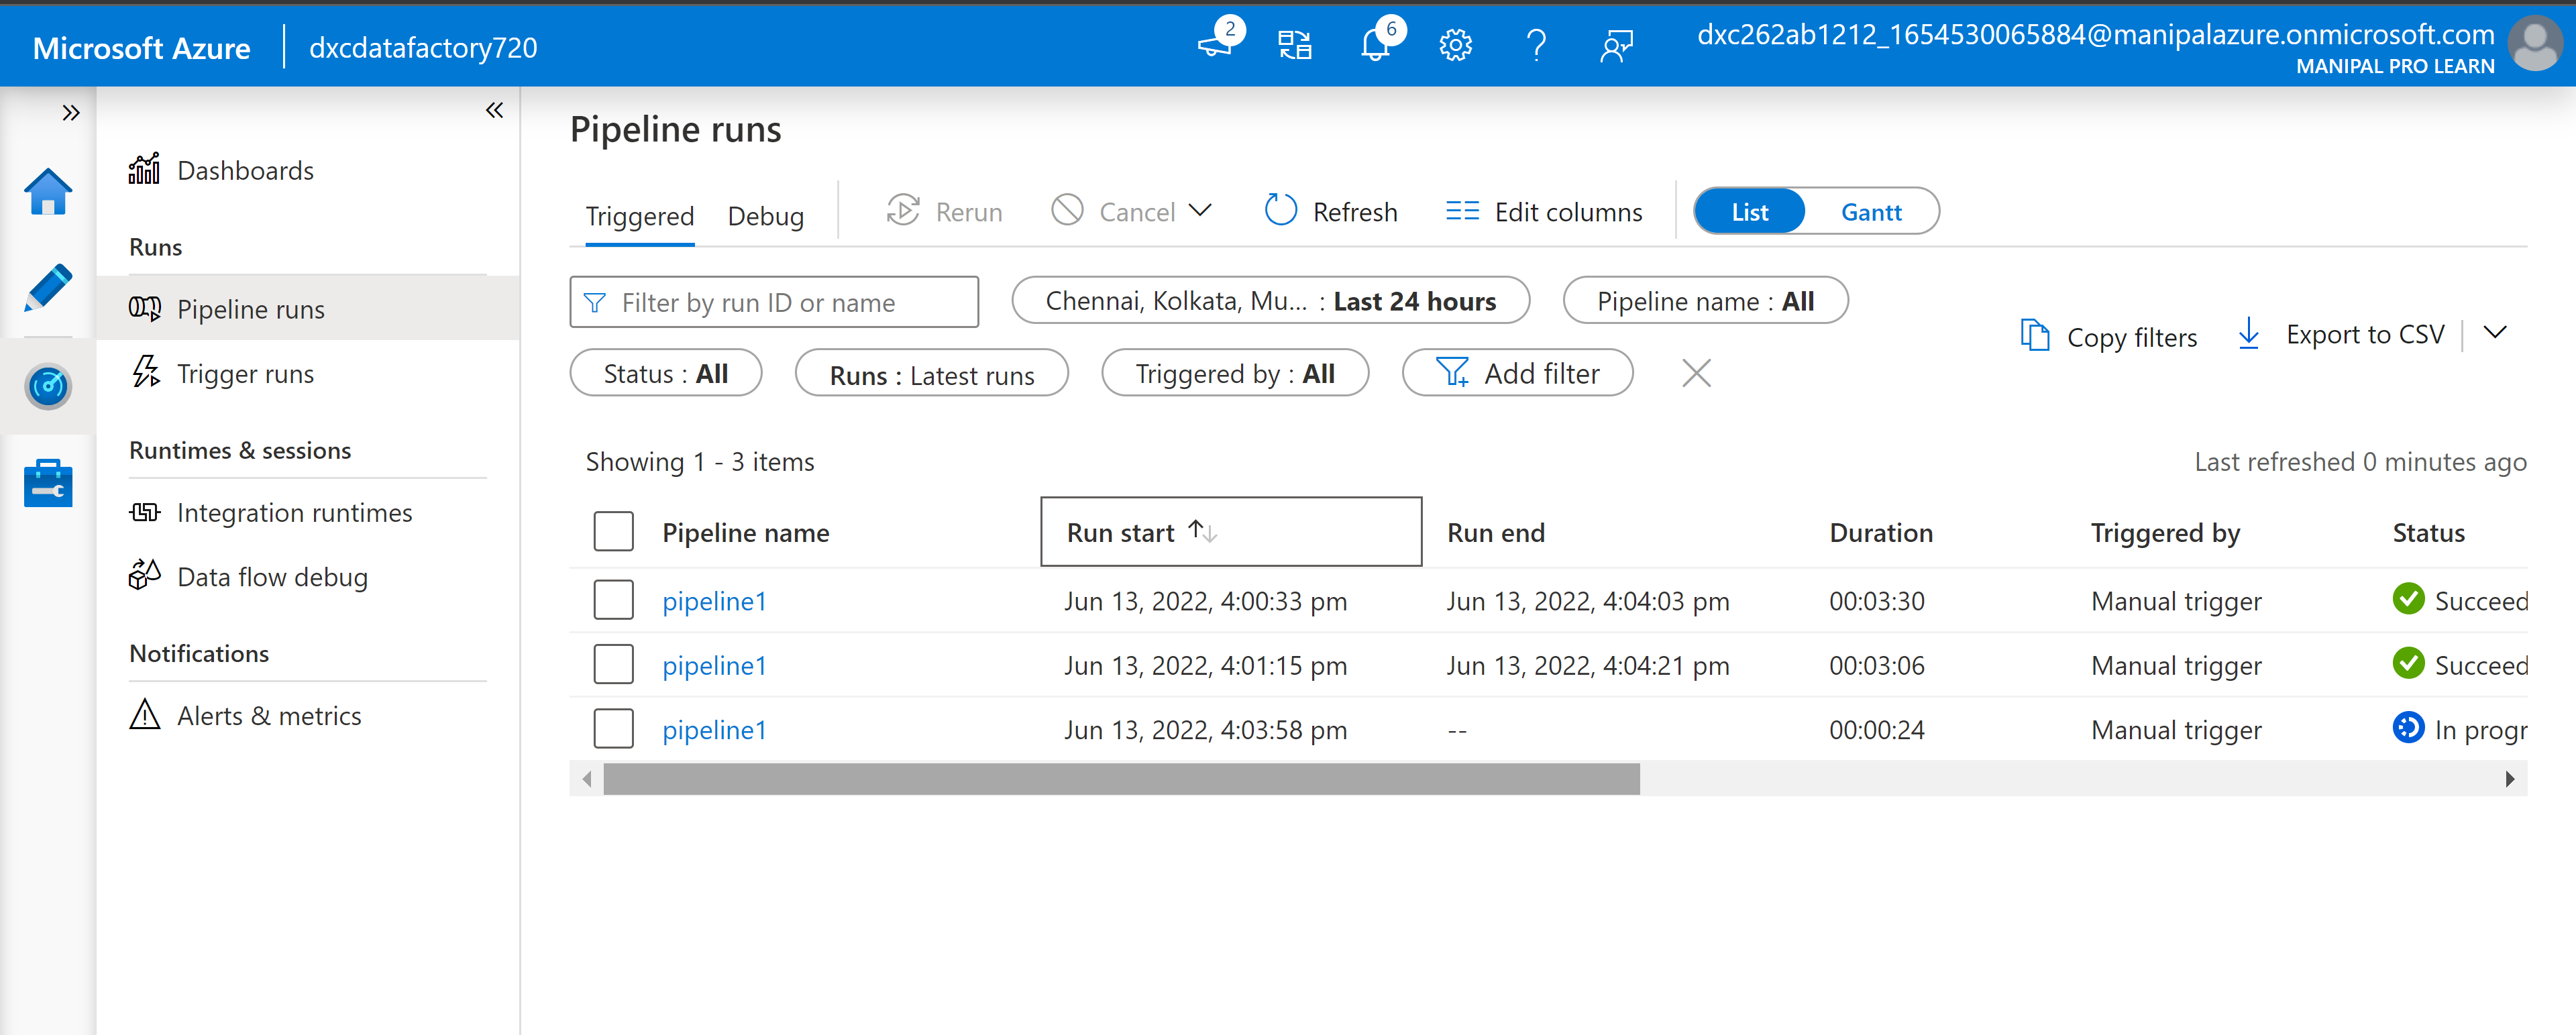 Microsoft Azure | dxcdatafactory720
2
6
dxc262ab1212_1654530065884@manipalazure.onmicrosoft.com
MANIPAL PRO LEARN
Dashboards
Runs
Pipeline runs
Trigger runs
Runtimes & sessions
Integration runtimes
Data flow debug
Notifications
Alerts & metrics
Pipeline runs
Triggered Debug Rerun Cancel Refresh Edit columns List Gantt
Filter by run ID or name Chennai, Kolkata, Mu... : Last 24 hours Pipeline name : All
Status : All Runs : Latest runs Triggered by : All Add filter
Copy filters Export to CSV
Showing 1 - 3 items Last refreshed 0 minutes ago
Pipeline name Run start Run end Duration Triggered by Status
pipeline1 Jun 13, 2022, 4:00:33 pm Jun 13, 2022, 4:04:03 pm 00:03:30 Manual trigger Succeed
pipeline1 Jun 13, 2022, 4:01:15 pm Jun 13, 2022, 4:04:21 pm 00:03:06 Manual trigger Succeed
pipeline1 Jun 13, 2022, 4:03:58 pm -- 00:00:24 Manual trigger In progr